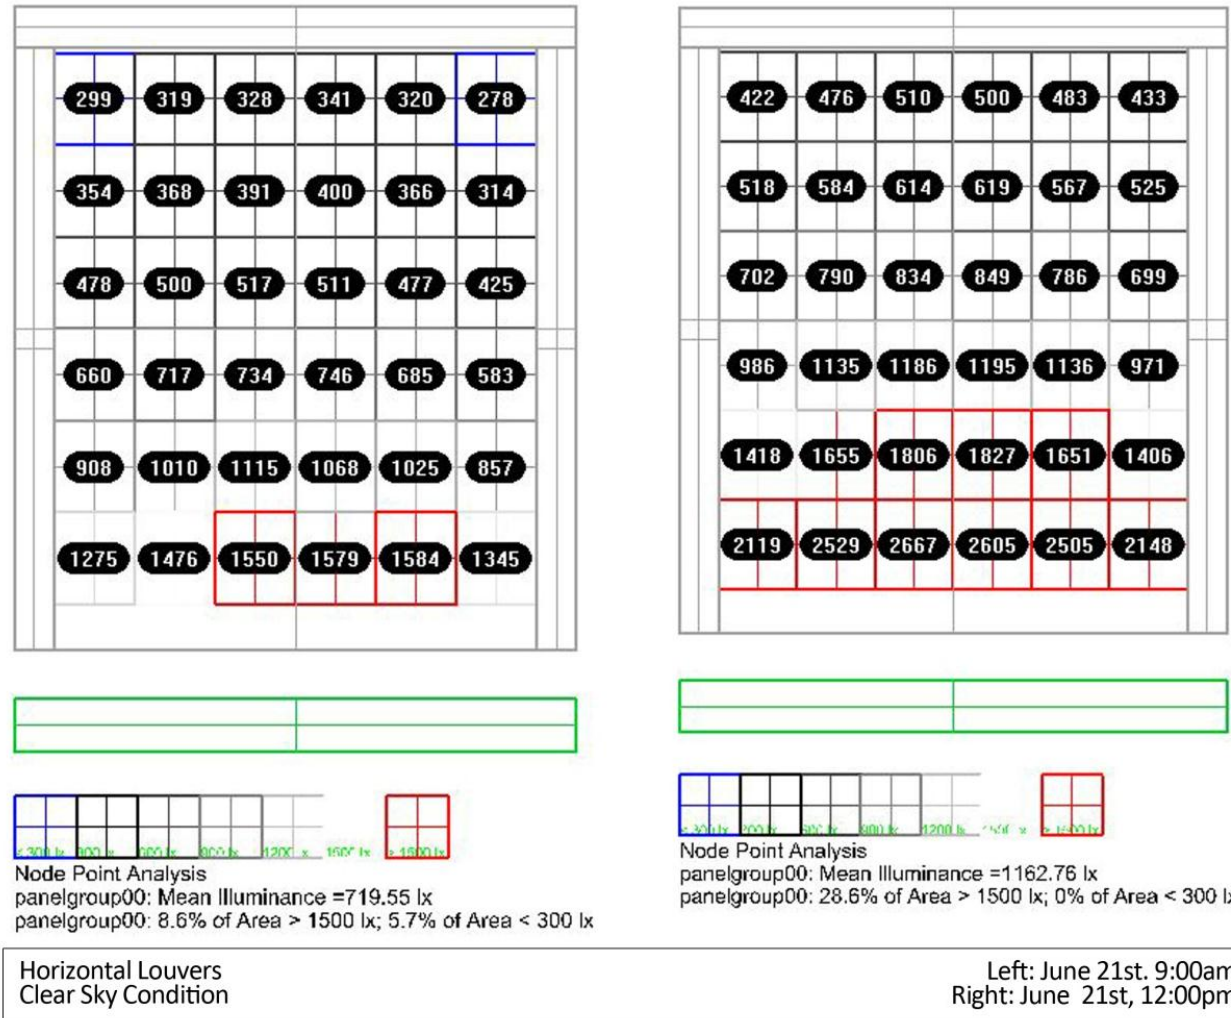 299 319 328 341 320 278
354 368 391 400 366 314
478 500 517 511 477 425
660 717 734 746 685 583
908 1010 1115 1068 1025 857
1275 1476 1550 1579 1584 1345
< 300 lx
Node Point Analysis
panelgroup00: Mean Illuminance =719.55 lx
panelgroup00: 8.6% of Area > 1500 lx; 5.7% of Area < 300 lx
422 476 510 500 483 433
518 584 614 619 567 525
702 790 834 849 786 699
986 1135 1186 1195 1136 971
1418 1655 1806 1827 1651 1406
2119 2529 2667 2605 2505 2148
1200 lx
Node Point Analysis
panelgroup00: Mean Illuminance =1162.76 lx
panelgroup00: 28.6% of Area > 1500 lx; 0% of Area < 300 lx
Horizontal Louvers
Clear Sky Condition
Left: June 21st. 9:00am
Right: June 21st, 12:00pm